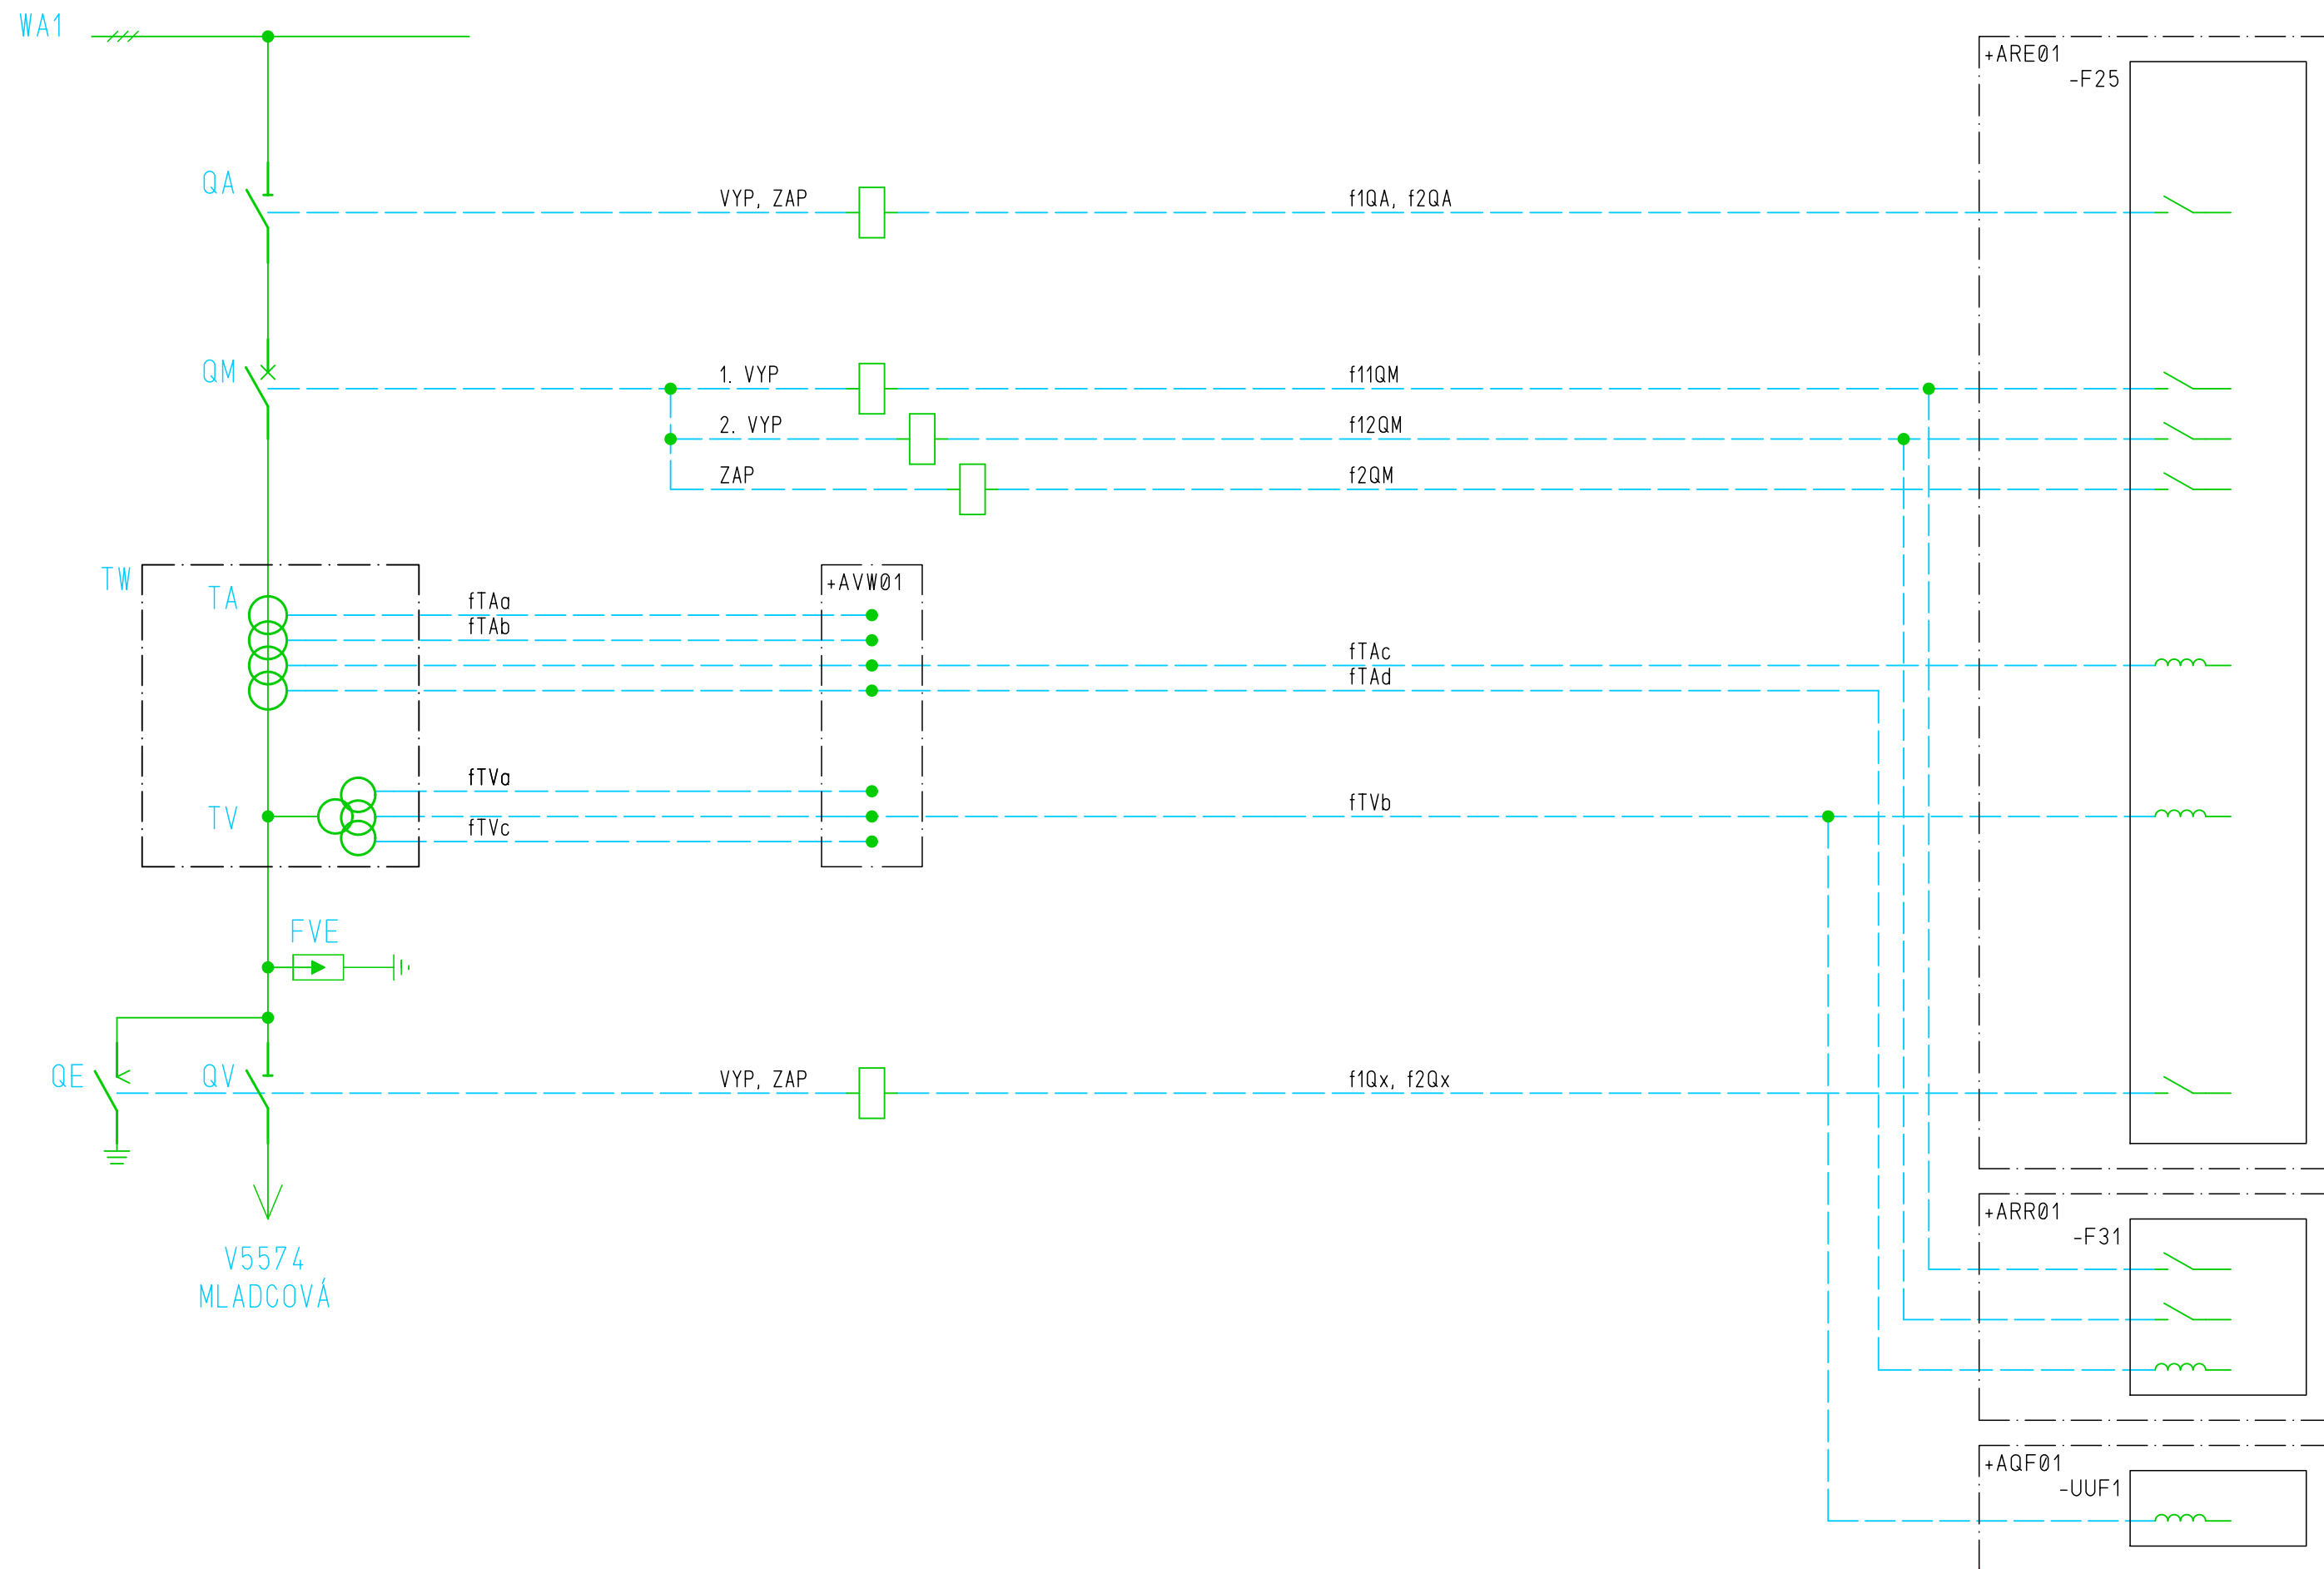 WA1
+ARE01
-F25
QA
VYP, ZAP
f1QA, f2QA
QM
1. VYP
f11QM
2. VYP
f12QM
ZAP
f2QM
TW
TA
+AVW01
fTAa
fTAb
fTAc
fTAd
fTVa
TV
fTVb
fTVc
FVE
QE
QV
VYP, ZAP
f1Qx, f2Qx
+ARR01
-F31
V5574
MLADCOVÁ
+AQF01
-UUF1